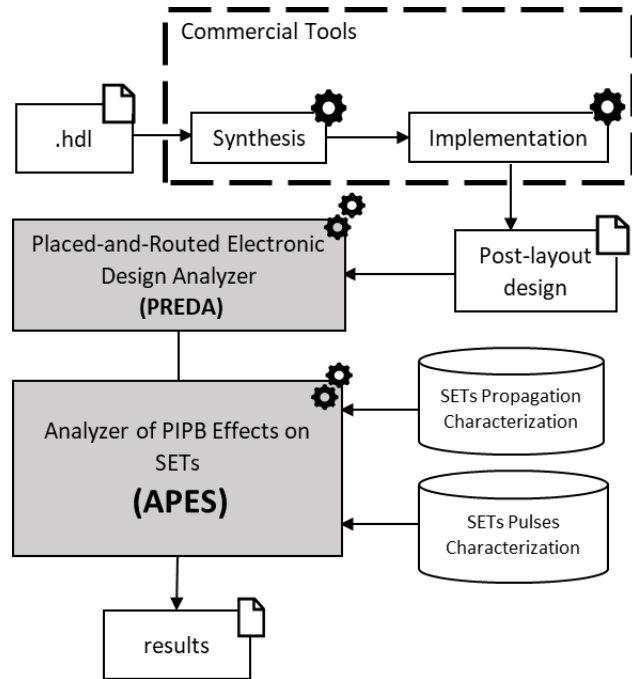 Commercial Tools
.hdl
Synthesis
Implementation
Placed-and-Routed Electronic
Design Analyzer
(PREDA)
Post-layout
design
Analyzer of PIPB Effects on
SETs
(APES)
SETs Propagation
Characterization
SETs Pulses
Characterization
results